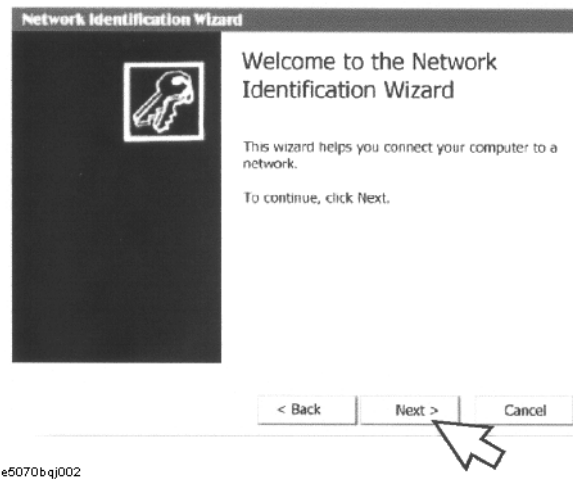 Network Identification Wizard
Welcome to the Network
Identification Wizard
This wizard helps you connect your computer to a
network.
To continue, click Next.
< Back
Next >
Cancel
e5070bqj002